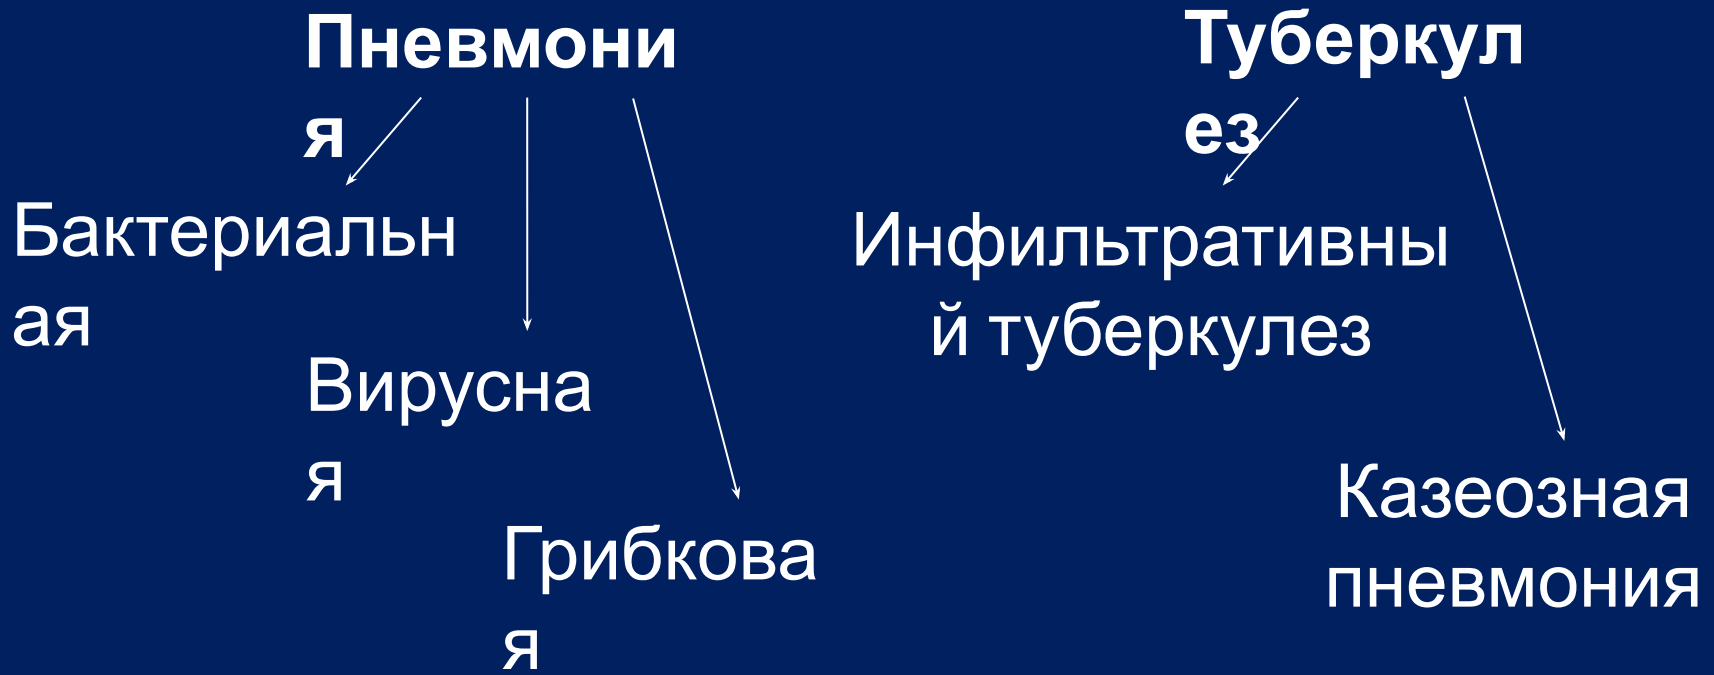 Пневмони
я
Бактериальн
ая
Вирусна
я
Грибкова
я
Туберкул
ез
Инфильтративны
й туберкулез
Казеозная
пневмония